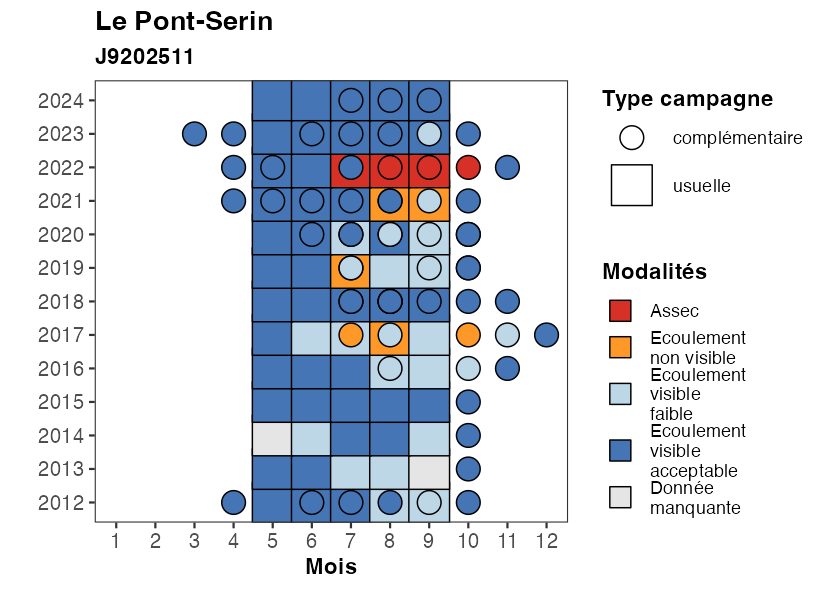 Le Pont-Serin
J9202511
2024
2023
2022
2021
2020
2019
2018
2017
2016
2015
2014
2013
2012
1 2 3 4 5 6 7 8 9 10 11 12
Mois
Type campagne
complémentaire
usuelle
Modalités
Assec
Ecoulement
non visible
Ecoulement
visible
faible
Ecoulement
visible
acceptable
Donnée
manquante